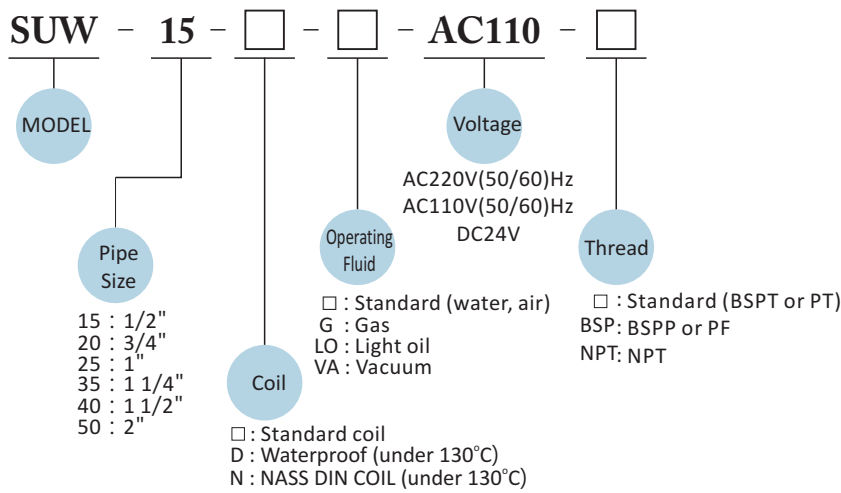 SUW - 15 - □ - □ - AC110 - □
MODEL
Pipe
Size
15 : 1/2"
20 : 3/4"
25 : 1"
35 : 1 1/4"
40 : 1 1/2"
50 : 2"
Coil
□ : Standard coil
D : Waterproof (under 130°C)
N : NASS DIN COIL (under 130°C)
Operating
Fluid
□ : Standard (water, air)
G : Gas
LO : Light oil
VA : Vacuum
Voltage
AC220V(50/60)Hz
AC110V(50/60)Hz
DC24V
Thread
□ : Standard (BSPT or PT)
BSP: BSPP or PF
NPT: NPT